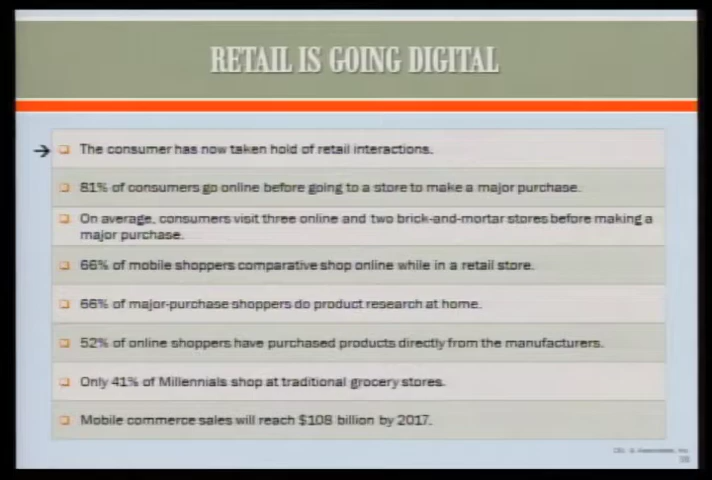 RETAIL IS GOING DIGITAL
The consumer has now taken hold of retail interactions.
81% of consumers go online before going to a store to make a major purchase.
On average, consumers visit three online and two brick-and-mortar stores before making a
major purchase.
66% of mobile shoppers comparative shop online while in a retail store.
66% of major-purchase shoppers do product research at home.
52% of online shoppers have purchased products directly from the manufacturers.
Only 41% of Millennials shop at traditional grocery stores.
Mobile commerce sales will reach $108 billion by 2017.